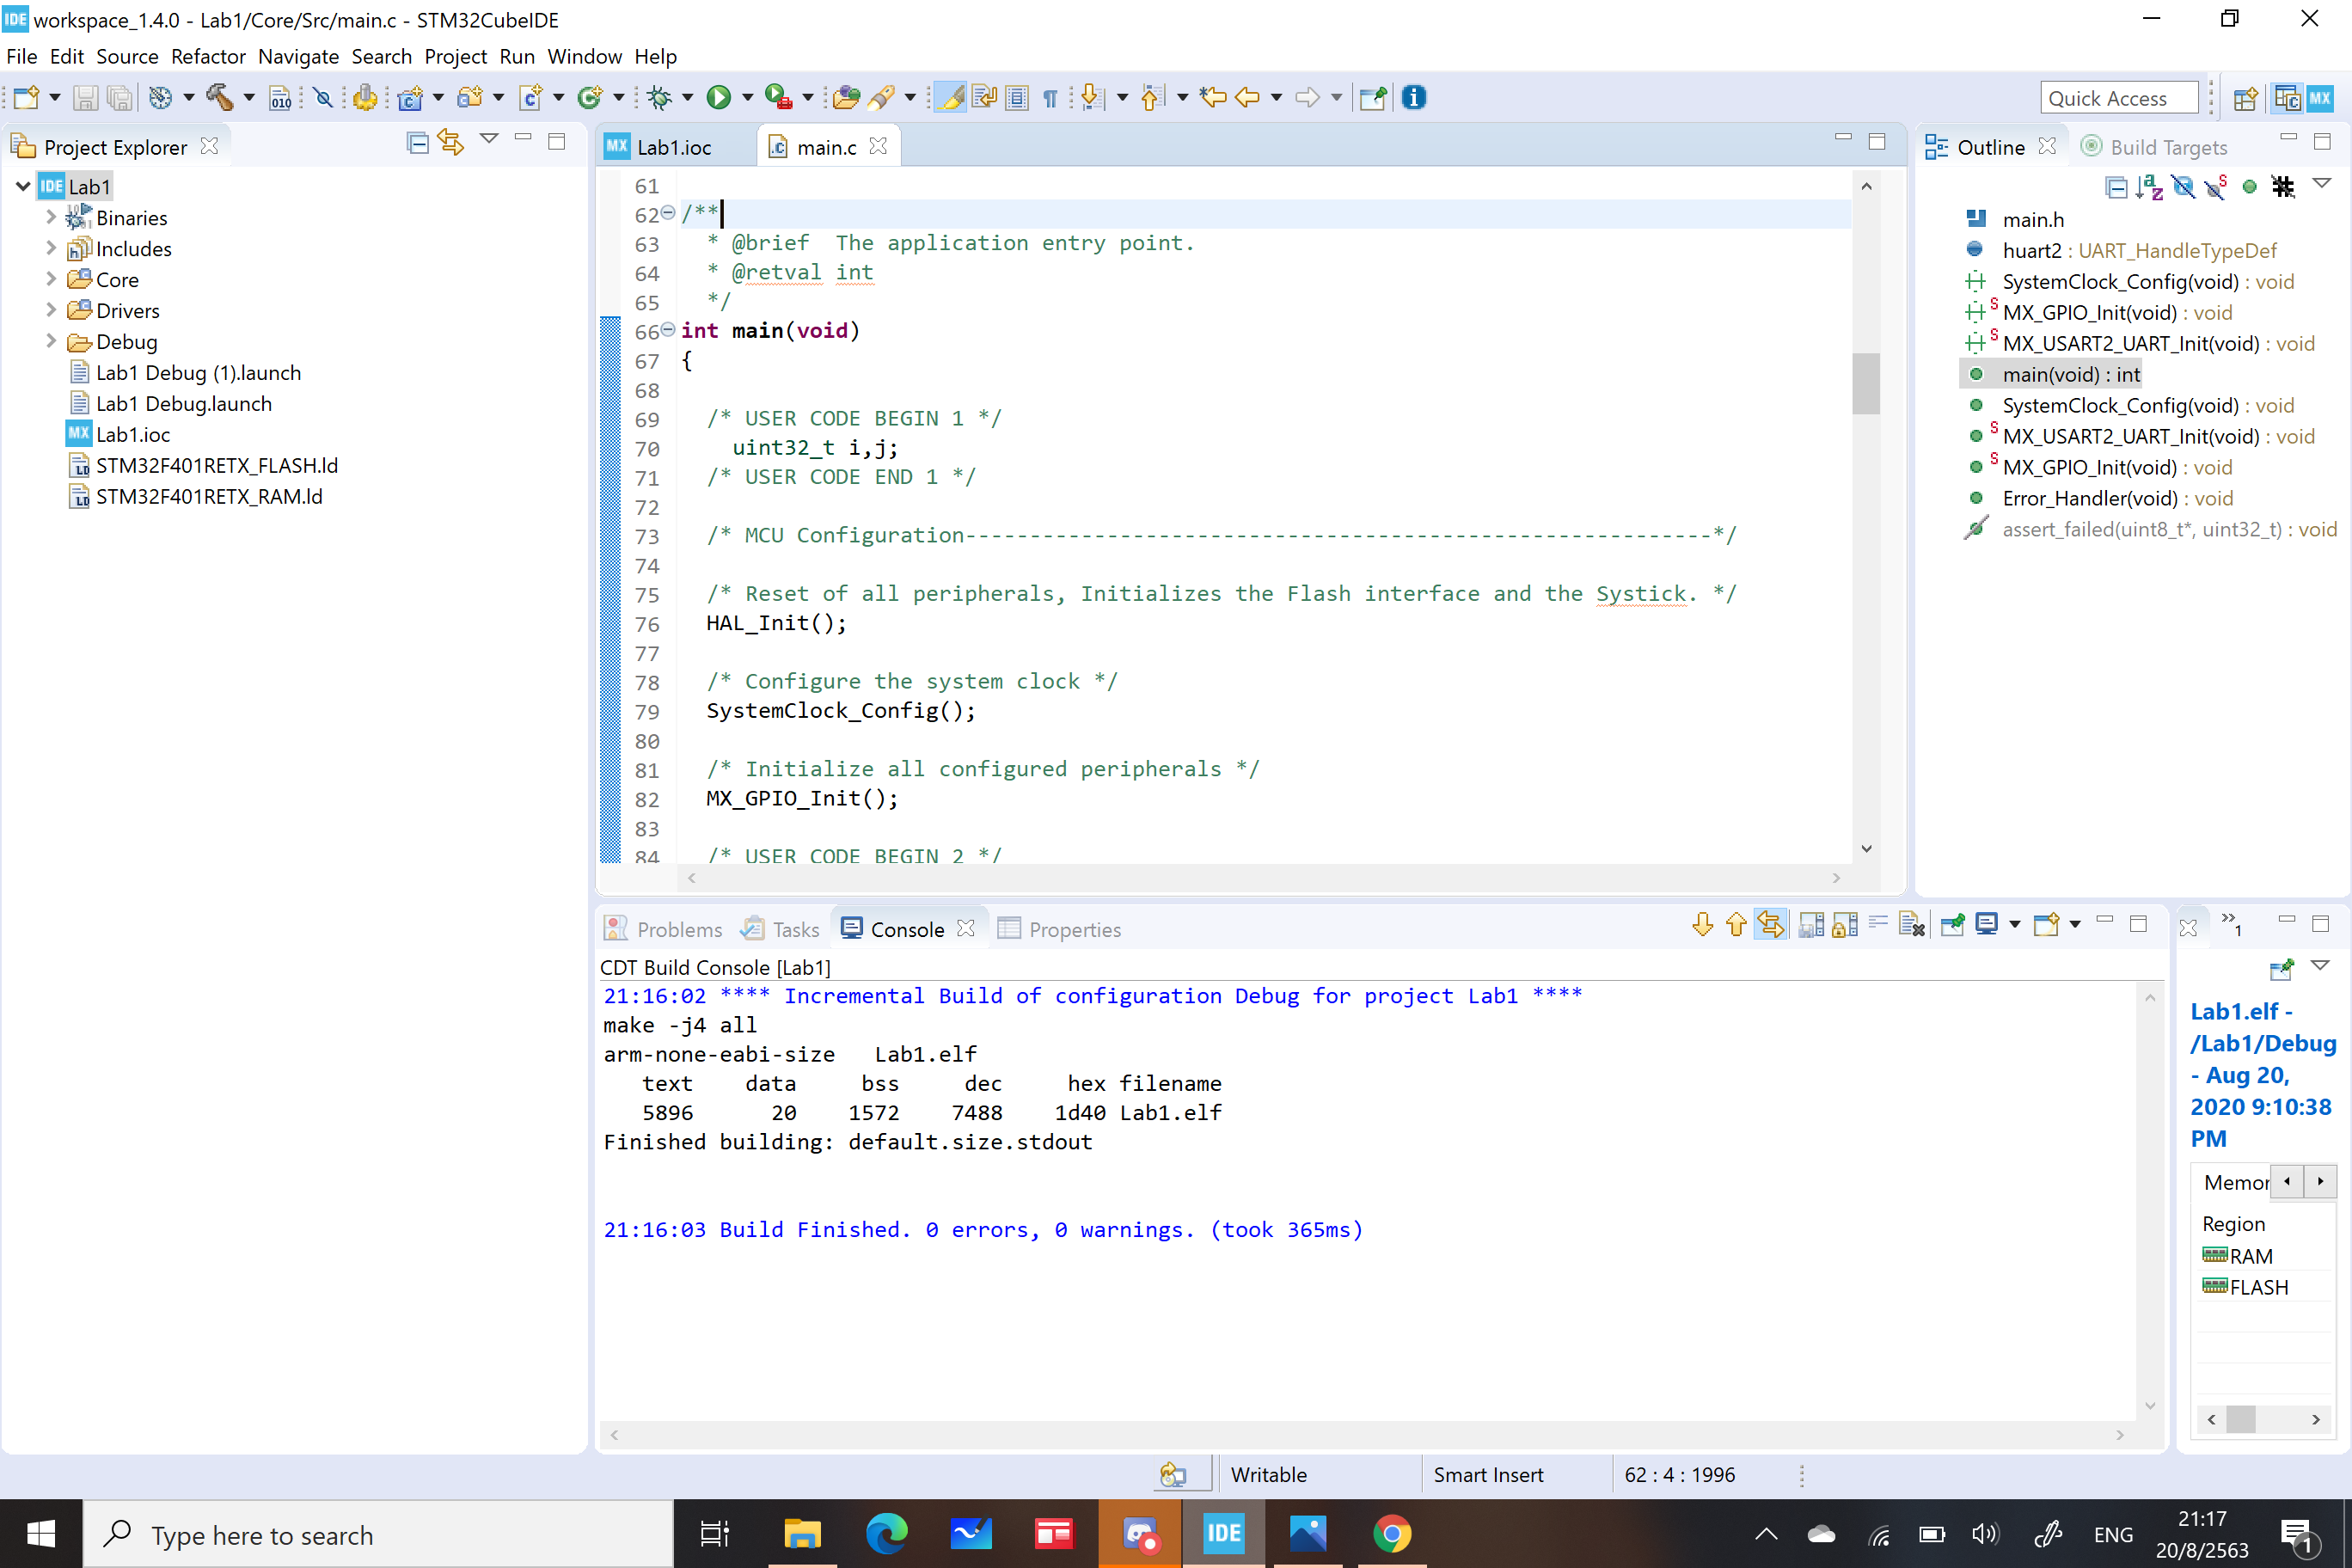 IDE workspace_1.4.0 - Lab1/Core/Src/main.c - STM32CubeIDE
File Edit Source Refactor Navigate Search Project Run Window Help
Quick Access
MX
Project Explorer
IDE Lab1
Binaries
Includes
Core
Drivers
Debug
Lab1 Debug (1).launch
Lab1 Debug.launch
MX Lab1.ioc
STM32F401RETX_FLASH.ld
STM32F401RETX_RAM.ld
MX Lab1.ioc
main.c
61
62 /**
63 * @brief The application entry point.
64 * @retval int
65 */
66 int main(void)
67 {
68
69 /* USER CODE BEGIN 1 */
70 uint32_t i,j;
71 /* USER CODE END 1 */
72
73 /* MCU Configuration----------------------------------------------------------*/
74
75 /* Reset of all peripherals, Initializes the Flash interface and the Systick. */
76 HAL_Init();
77
78 /* Configure the system clock */
79 SystemClock_Config();
80
81 /* Initialize all configured peripherals */
82 MX_GPIO_Init();
83
84 /* USER CODE BEGIN 2 */
Outline
Build Targets
main.h
huart2 : UART_HandleTypeDef
SystemClock_Config(void) : void
S MX_GPIO_Init(void) : void
S MX_USART2_UART_Init(void) : void
main(void) : int
SystemClock_Config(void) : void
S MX_USART2_UART_Init(void) : void
S MX_GPIO_Init(void) : void
Error_Handler(void) : void
assert_failed(uint8_t*, uint32_t) : void
Problems
Tasks
Console
Properties
CDT Build Console [Lab1]
21:16:02 **** Incremental Build of configuration Debug for project Lab1 ****
make -j4 all
arm-none-eabi-size Lab1.elf
text data bss dec hex filename
5896 20 1572 7488 1d40 Lab1.elf
Finished building: default.size.stdout
21:16:03 Build Finished. 0 errors, 0 warnings. (took 365ms)
1
Lab1.elf -
/Lab1/Debug
- Aug 20,
2020 9:10:38
PM
Memor
Region
RAM
FLASH
Writable
Smart Insert
62 : 4 : 1996
Type here to search
IDE
ENG
21:17
20/8/2563
1